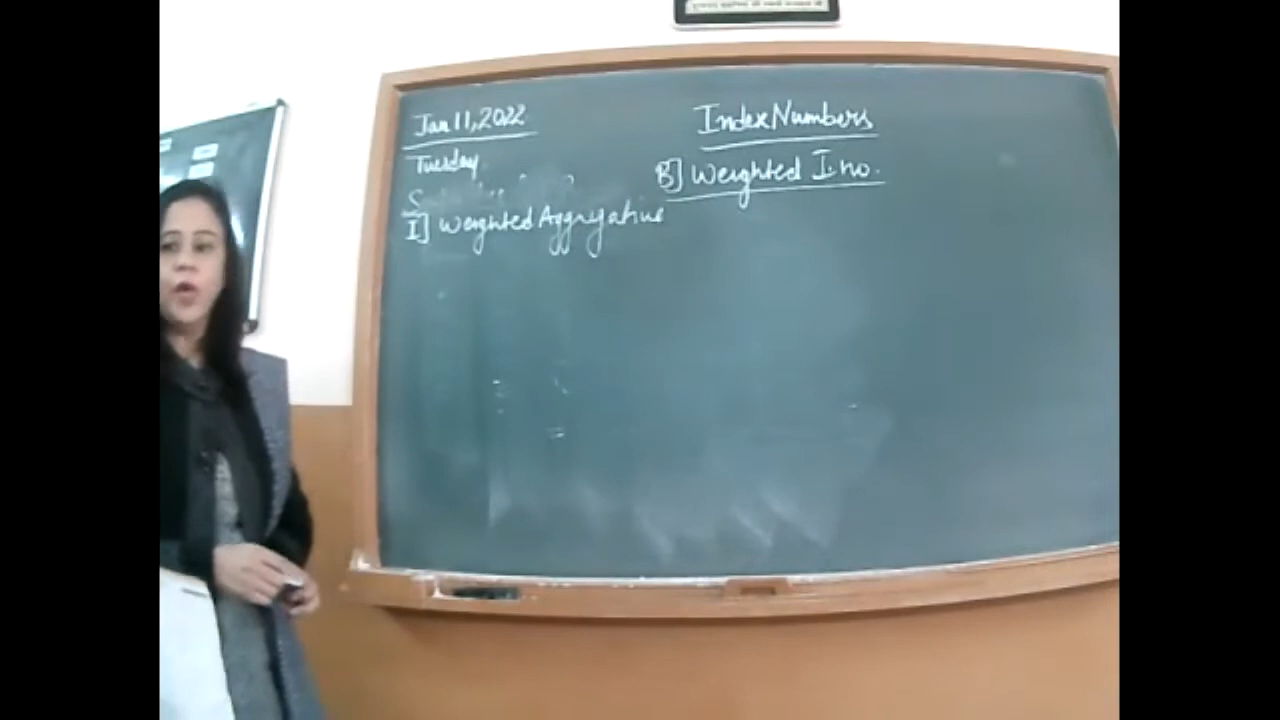 Jan 11, 2022
Index Numbers
Tuesday
B] Weighted I. no.
I] Weighted Aggregative